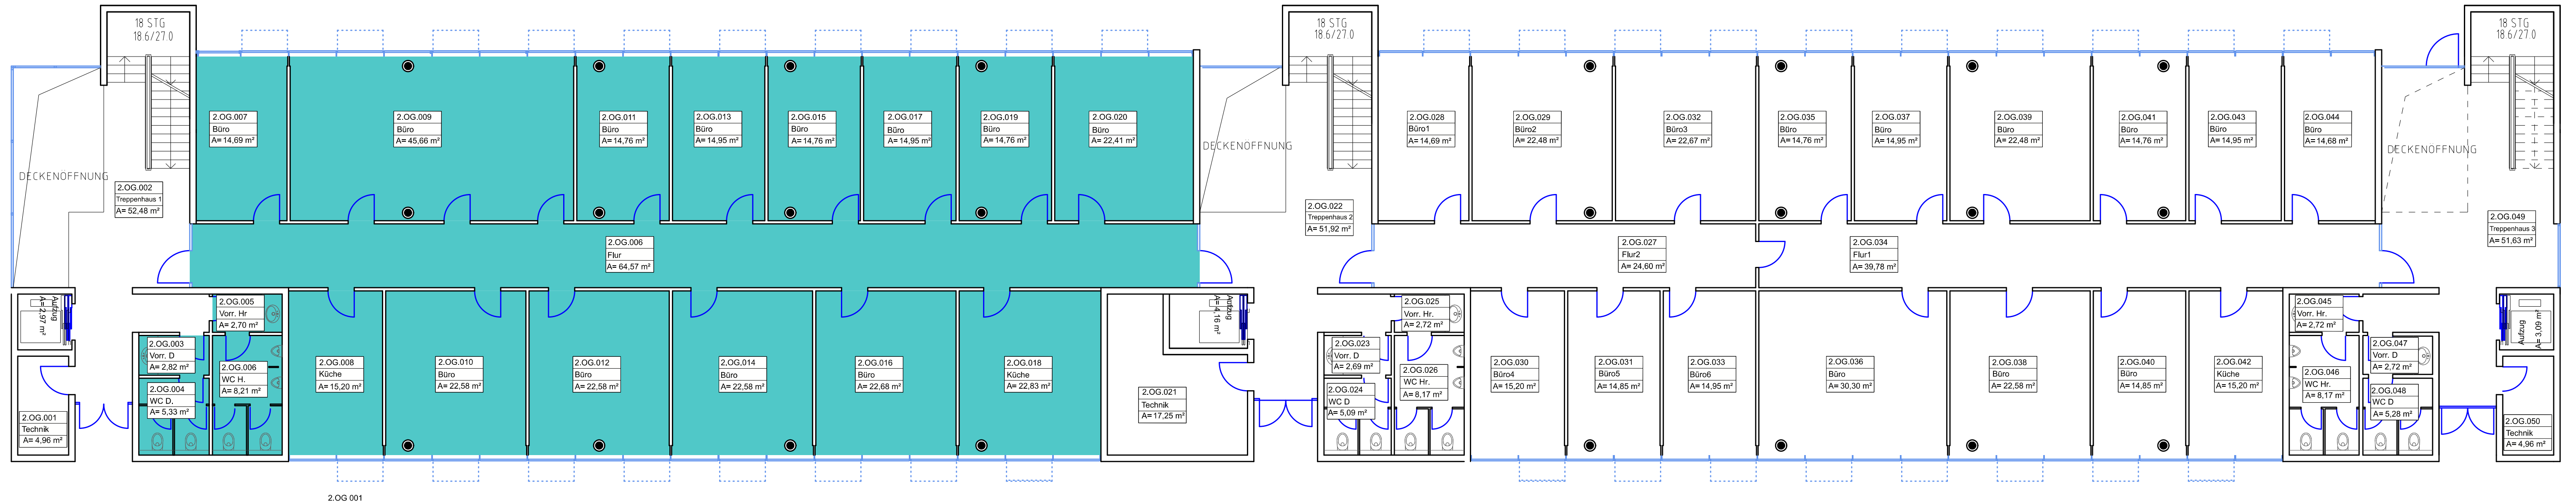 18 STG
18.6/27.0
18 STG
18.6/27.0
18 STG
18.6/27.0
2.OG.007
Büro
A= 14,69 m²
2.OG.009
Büro
A= 45,66 m²
2.OG.011
Büro
A= 14,76 m²
2.OG.013
Büro
A= 14,95 m²
2.OG.015
Büro
A= 14,76 m²
2.OG.017
Büro
A= 14,95 m²
2.OG.019
Büro
A= 14,76 m²
2.OG.020
Büro
A= 22,41 m²
2.OG.028
Büro1
A= 14,69 m²
2.OG.029
Büro2
A= 22,48 m²
2.OG.032
Büro3
A= 22,67 m²
2.OG.035
Büro
A= 14,76 m²
2.OG.037
Büro
A= 14,95 m²
2.OG.039
Büro
A= 22,48 m²
2.OG.041
Büro
A= 14,76 m²
2.OG.043
Büro
A= 14,95 m²
2.OG.044
Büro
A= 14,68 m²
DECKENÖFFNUNG
DECKENÖFFNUNG
DECKENÖFFNUNG
2.OG.002
Treppenhaus 1
A= 52,48 m²
2.OG.022
Treppenhaus 2
A= 51,92 m²
2.OG.049
Treppenhaus 3
A= 51,63 m²
2.OG.006
Flur
A= 64,57 m²
2.OG.027
Flur2
A= 24,60 m²
2.OG.034
Flur1
A= 39,78 m²
Aufzug
A= 2,97 m²
2.OG.005
Vorr. Hr
A= 2,70 m²
2.OG.003
Vorr. D
A= 2,82 m²
2.OG.004
WC D.
A= 5,33 m²
2.OG.006
WC H.
A= 8,21 m²
2.OG.001
Technik
A= 4,96 m²
2.OG.008
Küche
A= 15,20 m²
2.OG.010
Büro
A= 22,58 m²
2.OG.012
Büro
A= 22,58 m²
2.OG.014
Büro
A= 22,58 m²
2.OG.016
Büro
A= 22,68 m²
2.OG.018
Küche
A= 22,83 m²
2.OG.021
Technik
A= 17,25 m²
Aufzug
A= 4,16 m²
2.OG.025
Vorr. Hr.
A= 2,72 m²
2.OG.023
Vorr. D
A= 2,69 m²
2.OG.024
WC D
A= 5,09 m²
2.OG.026
WC Hr.
A= 8,17 m²
2.OG.030
Büro4
A= 15,20 m²
2.OG.031
Büro5
A= 14,85 m²
2.OG.033
Büro6
A= 14,95 m²
2.OG.036
Büro
A= 30,30 m²
2.OG.038
Büro
A= 22,58 m²
2.OG.040
Büro
A= 14,85 m²
2.OG.042
Küche
A= 15,20 m²
2.OG.045
Vorr. Hr.
A= 2,72 m²
2.OG.047
Vorr. D
A= 2,72 m²
2.OG.046
WC Hr.
A= 8,17 m²
2.OG.048
WC D
A= 5,28 m²
Aufzug
A= 3,09 m²
2.OG.050
Technik
A= 4,96 m²
2.OG 001